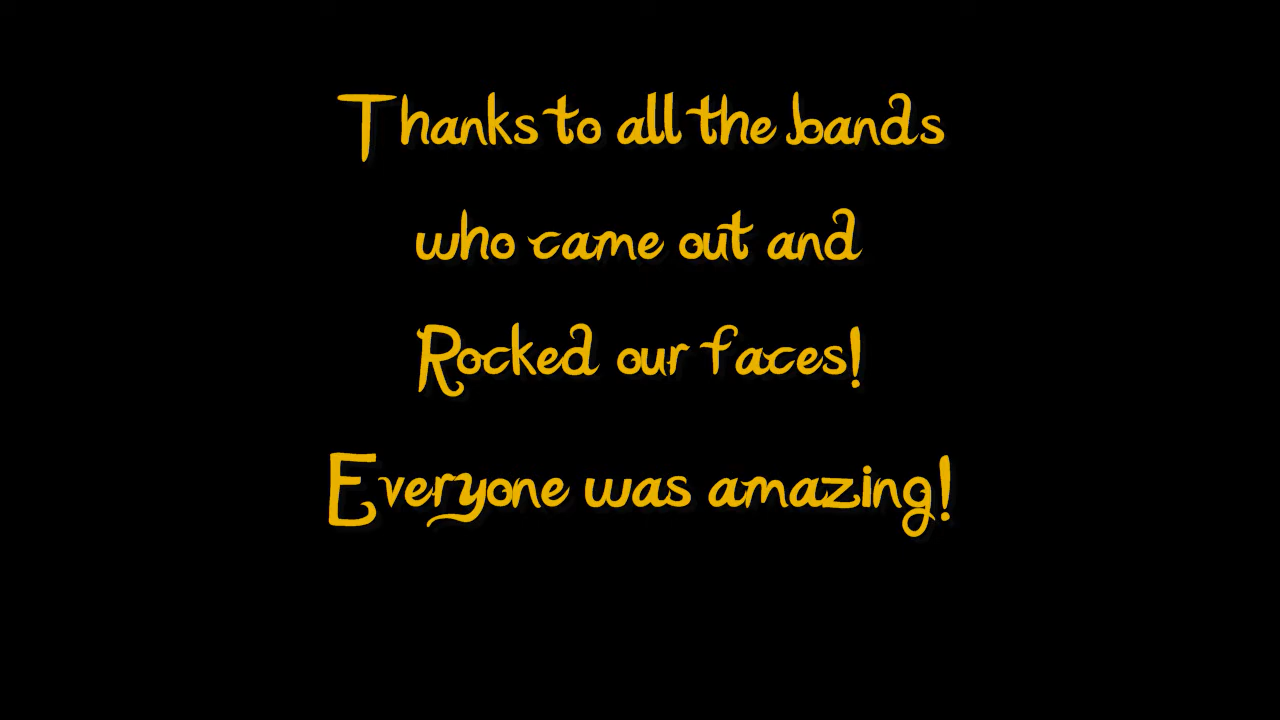 Thanks to all the bands
who came out and
Rocked our faces!
Everyone was amazing!